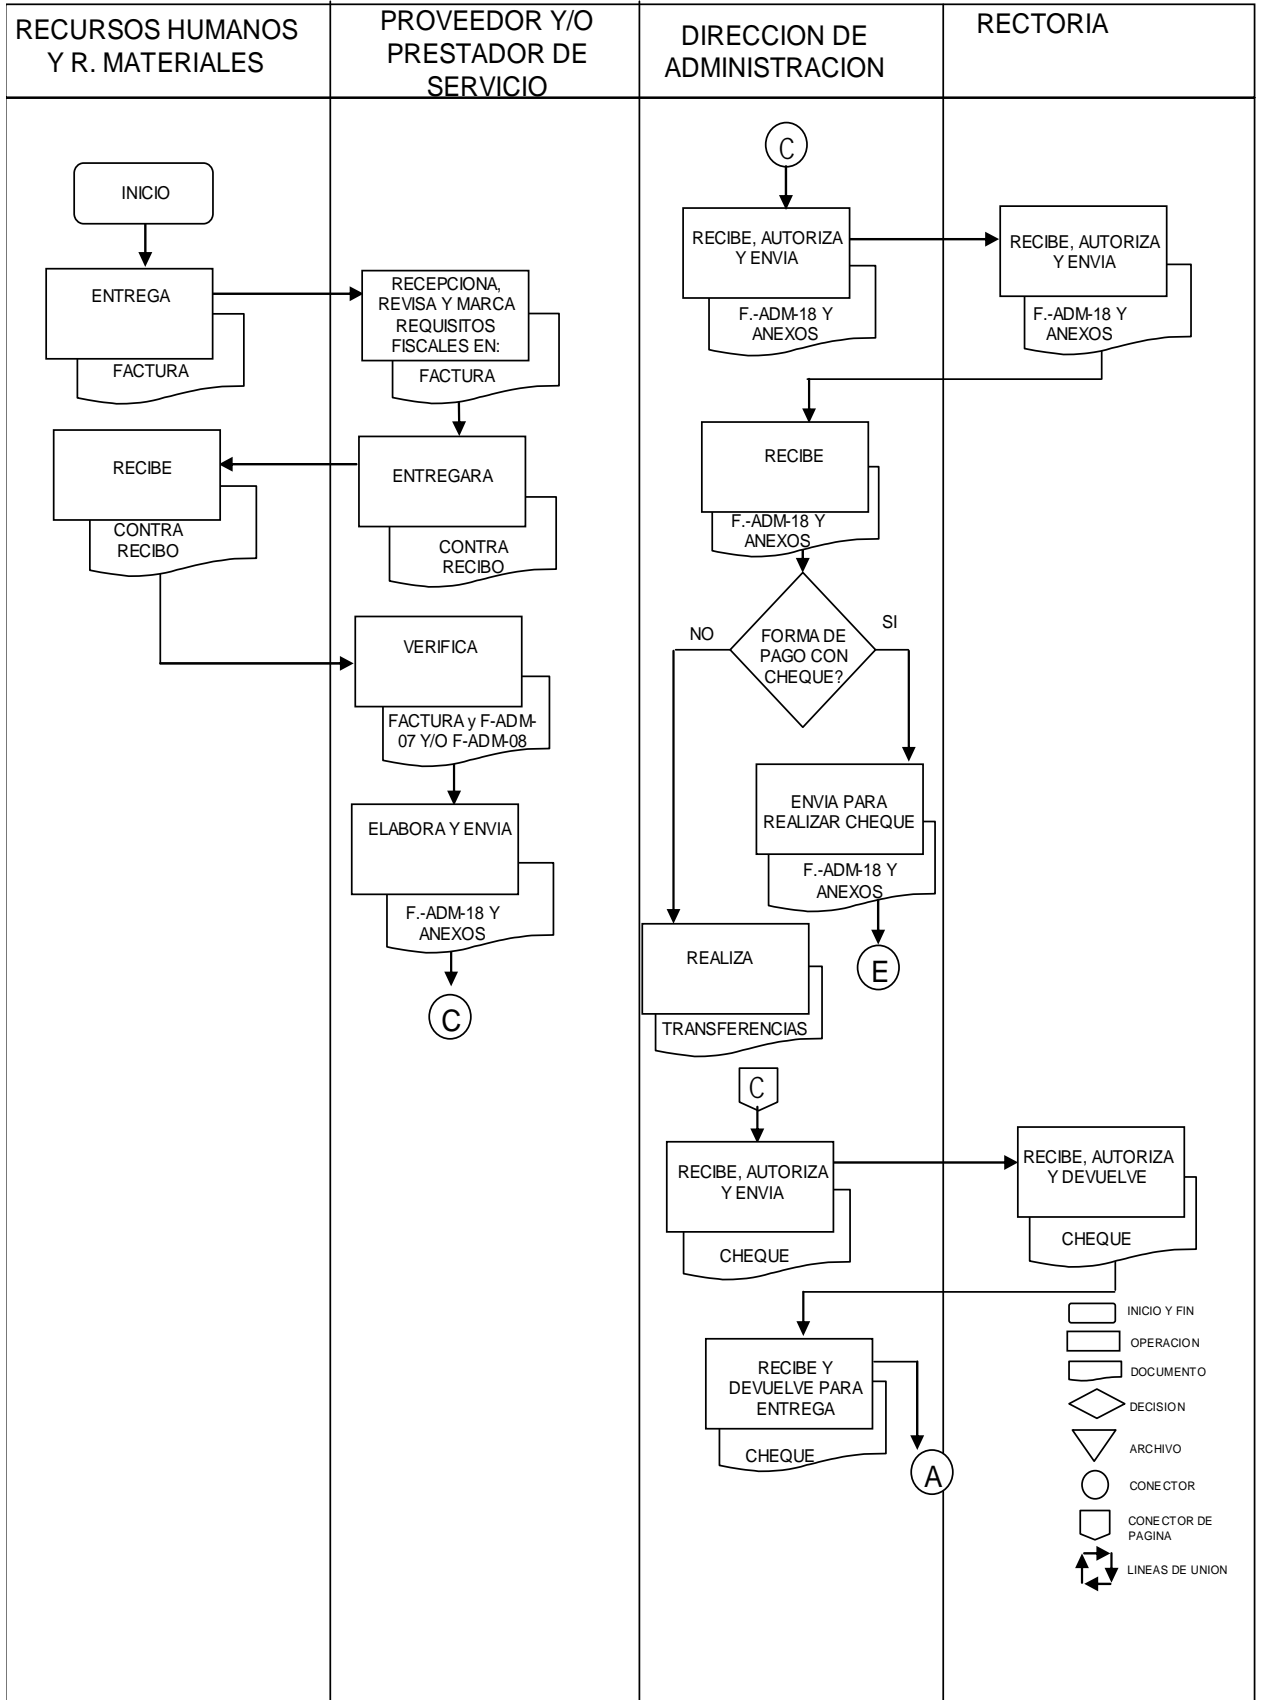 RECURSOS HUMANOS
Y R. MATERIALES
PROVEEDOR Y/O
PRESTADOR DE
SERVICIO
DIRECCION DE
ADMINISTRACION
RECTORIA
INICIO
ENTREGA
FACTURA
RECEPCIONA,
REVISA Y MARCA
REQUISITOS
FISCALES EN:
FACTURA
RECIBE
CONTRA
RECIBO
ENTREGARA
CONTRA
RECIBO
VERIFICA
FACTURA y F-ADM-
07 Y/O F-ADM-08
ELABORA Y ENVIA
F.-ADM-18 Y
ANEXOS
C
C
RECIBE, AUTORIZA
Y ENVIA
F.-ADM-18 Y
ANEXOS
RECIBE, AUTORIZA
Y ENVIA
F.-ADM-18 Y
ANEXOS
RECIBE
F.-ADM-18 Y
ANEXOS
NO
FORMA DE
PAGO CON
CHEQUE?
SI
ENVIA PARA
REALIZAR CHEQUE
F.-ADM-18 Y
ANEXOS
E
REALIZA
TRANSFERENCIAS
C
RECIBE, AUTORIZA
Y ENVIA
CHEQUE
RECIBE, AUTORIZA
Y DEVUELVE
CHEQUE
RECIBE Y
DEVUELVE PARA
ENTREGA
CHEQUE
A
INICIO Y FIN
OPERACION
DOCUMENTO
DECISION
ARCHIVO
CONECTOR
CONECTOR DE
PAGINA
LINEAS DE UNION